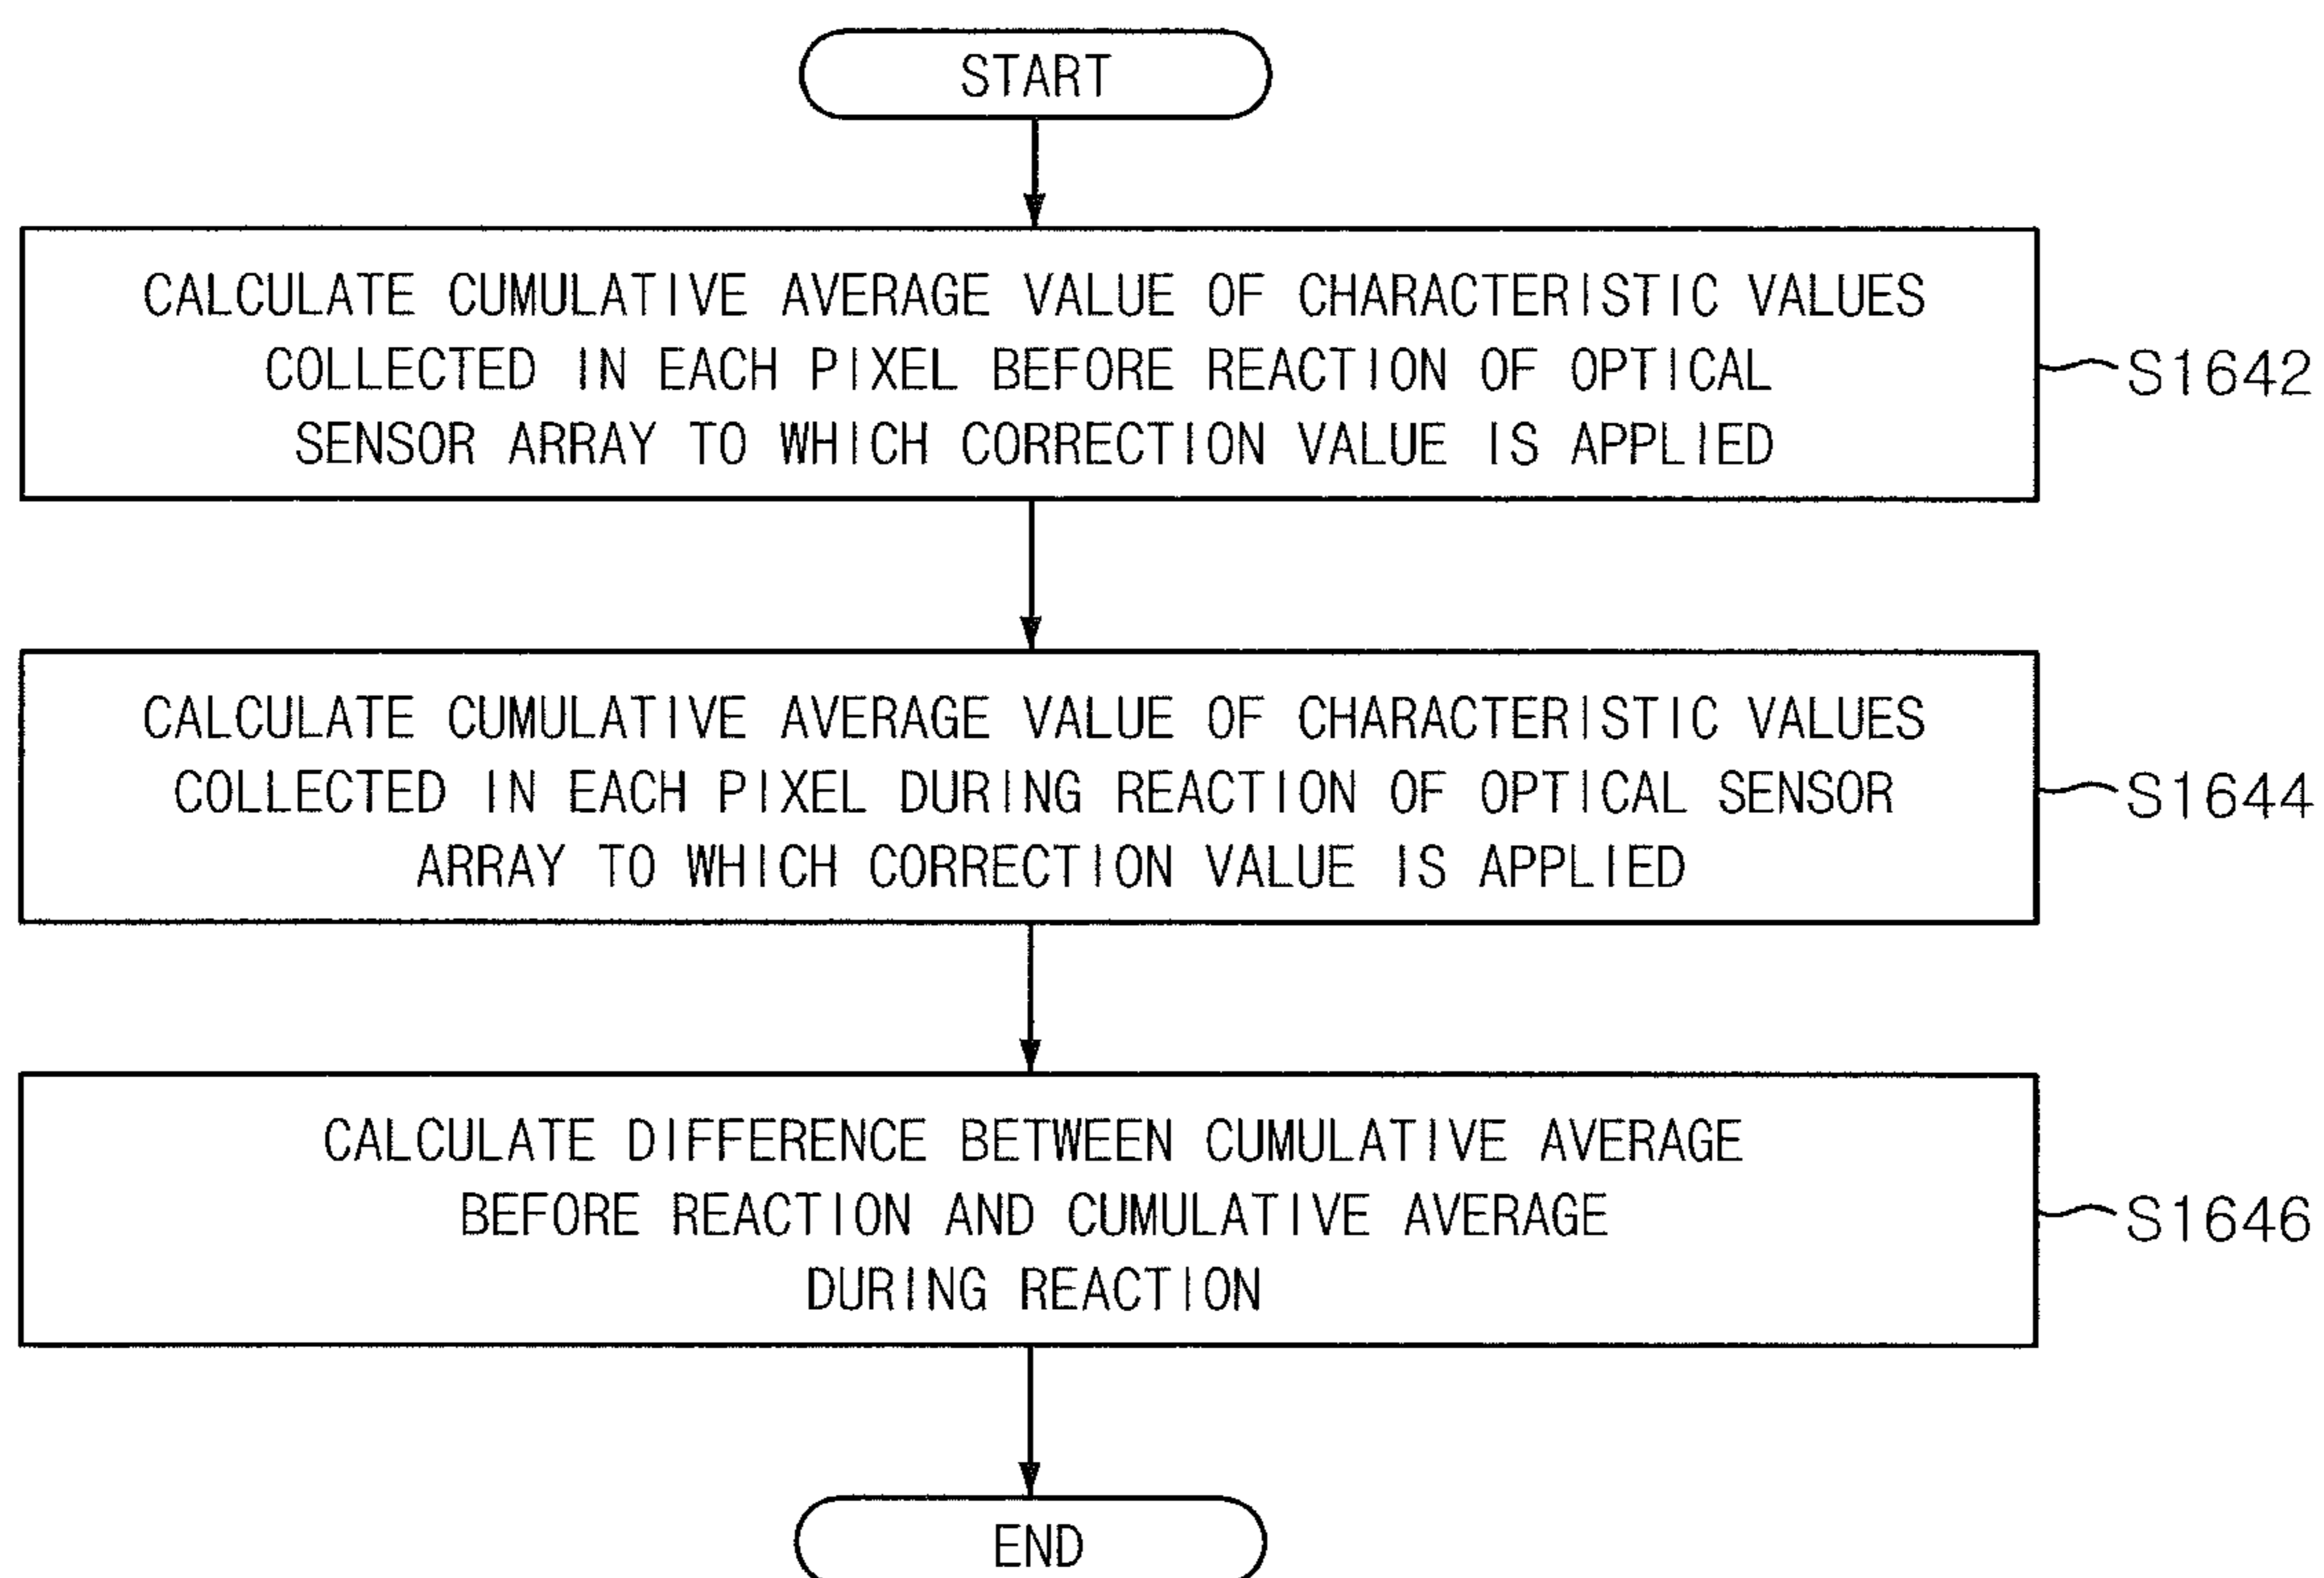 START
CALCULATE CUMULATIVE AVERAGE VALUE OF CHARACTERISTIC VALUES
COLLECTED IN EACH PIXEL BEFORE REACTION OF OPTICAL
SENSOR ARRAY TO WHICH CORRECTION VALUE IS APPLIED
S1642
CALCULATE CUMULATIVE AVERAGE VALUE OF CHARACTERISTIC VALUES
COLLECTED IN EACH PIXEL DURING REACTION OF OPTICAL SENSOR
ARRAY TO WHICH CORRECTION VALUE IS APPLIED
S1644
CALCULATE DIFFERENCE BETWEEN CUMULATIVE AVERAGE
BEFORE REACTION AND CUMULATIVE AVERAGE
DURING REACTION
S1646
END